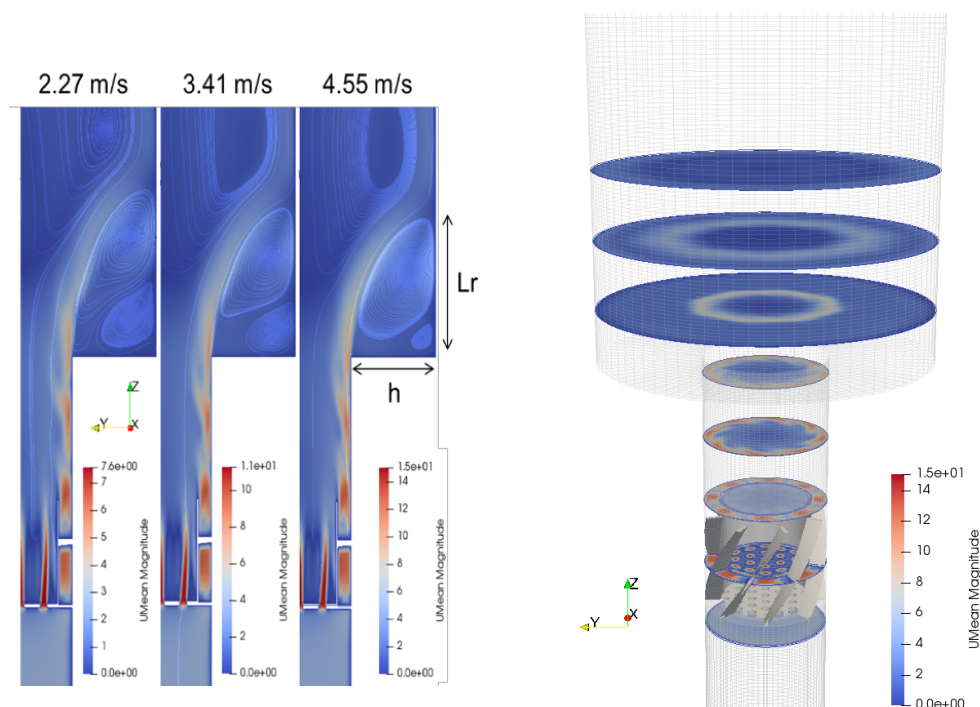 2.27 m/s 3.41 m/s 4.55 m/s
Lr
h
Z
Y
X
7.6e+00
7
6
5
4
3
2
1
0.0e+00
UMean Magnitude
1.1e+01
10
8
6
4
2
0.0e+00
UMean Magnitude
1.5e+01
14
12
10
8
6
4
2
0.0e+00
UMean Magnitude
Z
Y
X
1.5e+01
14
12
10
8
6
4
2
0.0e+00
UMean Magnitude